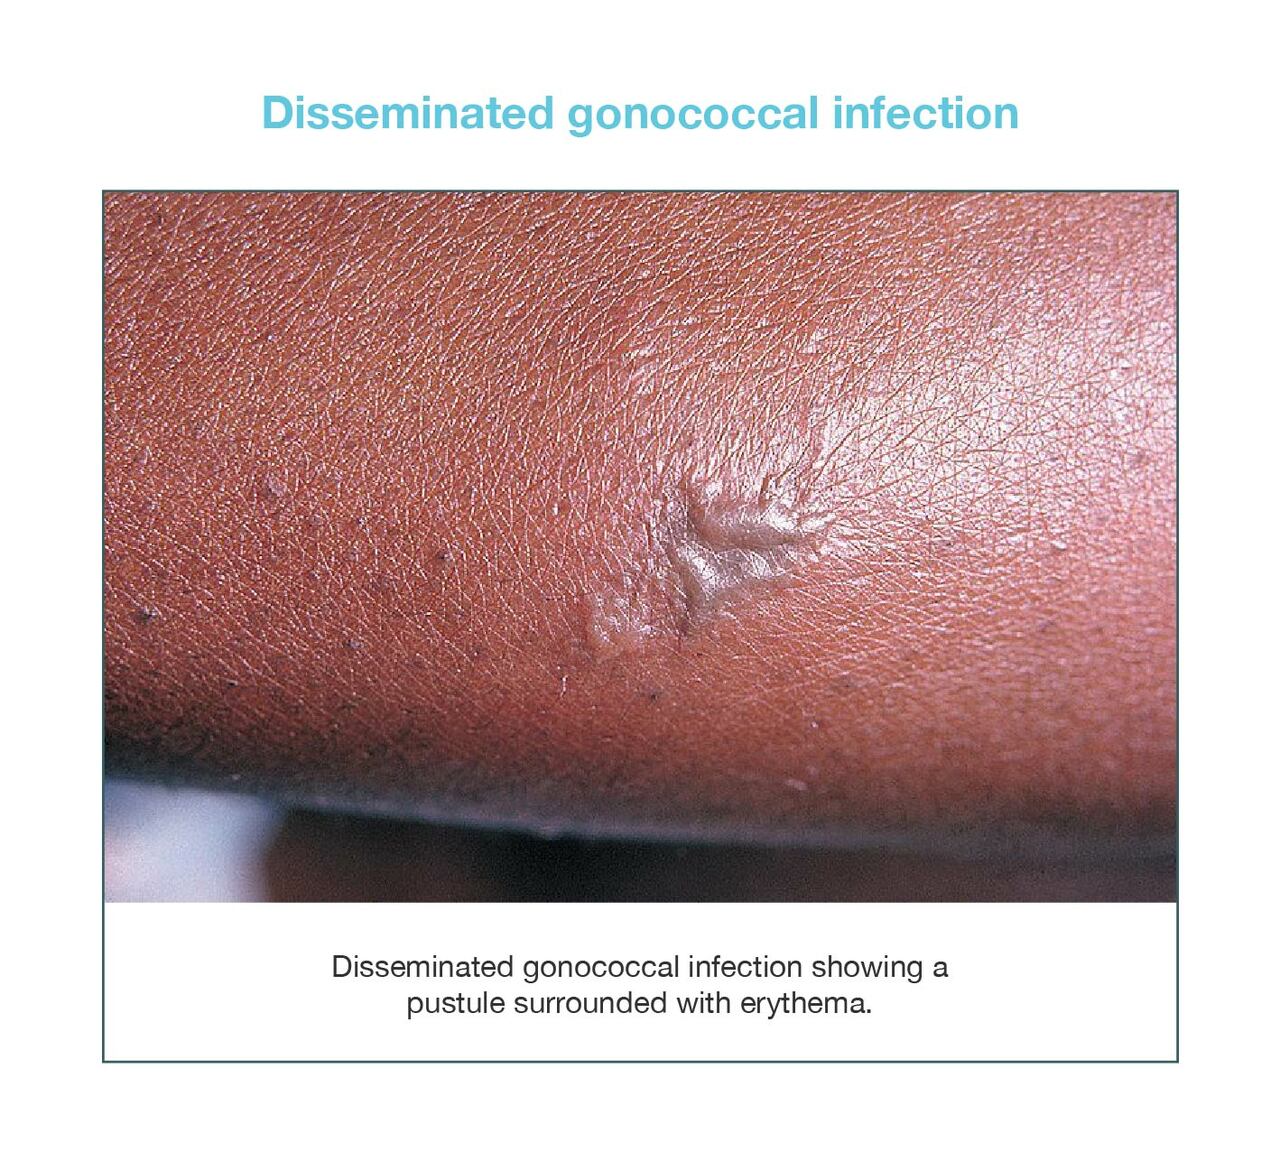 Disseminated gonococcal infection
Disseminated gonococcal infection showing a
pustule surrounded with erythema.